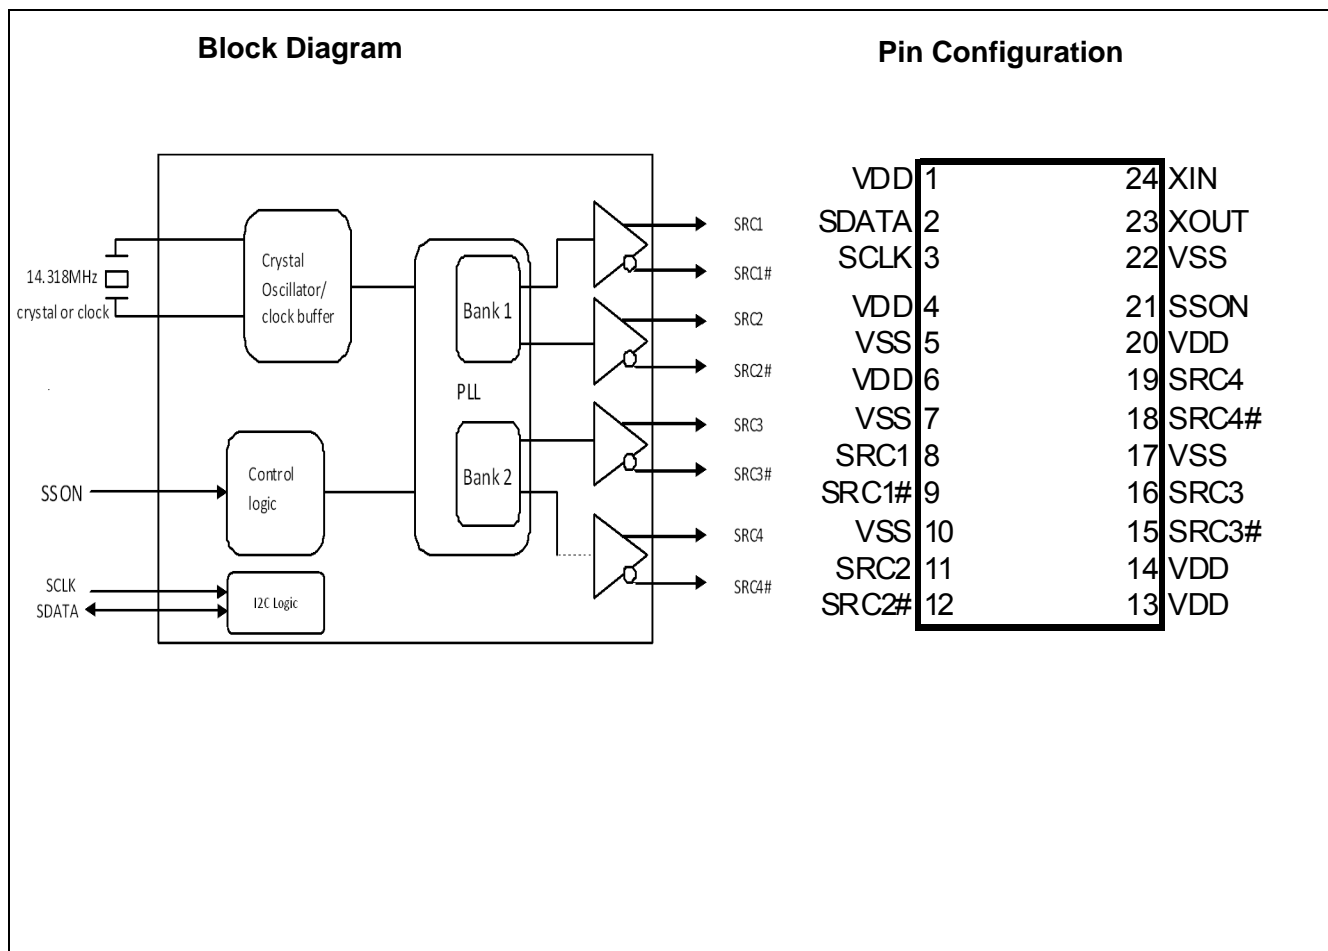 Block Diagram
Pin Configuration
14.318MHz
crystal or clock
Crystal
Oscillator/
clock buffer
Bank 1
PLL
Bank 2
Control
logic
I2C Logic
SSON
SCLK
SDATA
SRC1
SRC1#
SRC2
SRC2#
SRC3
SRC3#
SRC4
SRC4#
VDD 1
SDATA 2
SCLK 3
VDD 4
VSS 5
VDD 6
VSS 7
SRC1 8
SRC1# 9
VSS 10
SRC2 11
SRC2# 12
24 XIN
23 XOUT
22 VSS
21 SSON
20 VDD
19 SRC4
18 SRC4#
17 VSS
16 SRC3
15 SRC3#
14 VDD
13 VDD